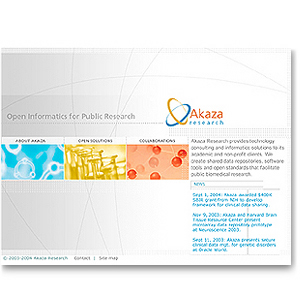 Akaza
research
Open Informatics for Public Research
ABOUT AKAZA
OPEN SOLUTIONS
COLLABORATIONS
Akaza Research provides technology
consulting and informatics solutions to its
academic and non-profit clients. We
create shared data repositories, software
tools and open standards that facilitate
public biomedical research.
NEWS
Sept 1, 2004: Akaza awarded $400K
SBIR grant from NIH to develop
framework for clinical data sharing.
Nov 9, 2003: Akaza and Harvard Brain
Tissue Resource Center present
microarray data repository prototype
at Neuroscience 2003.
Sept 11, 2003: Akaza presents secure
clinical data mgt. for genetic disorders
at Oracle World.
© 2003-2004 Akaza Research
Contact | Site map